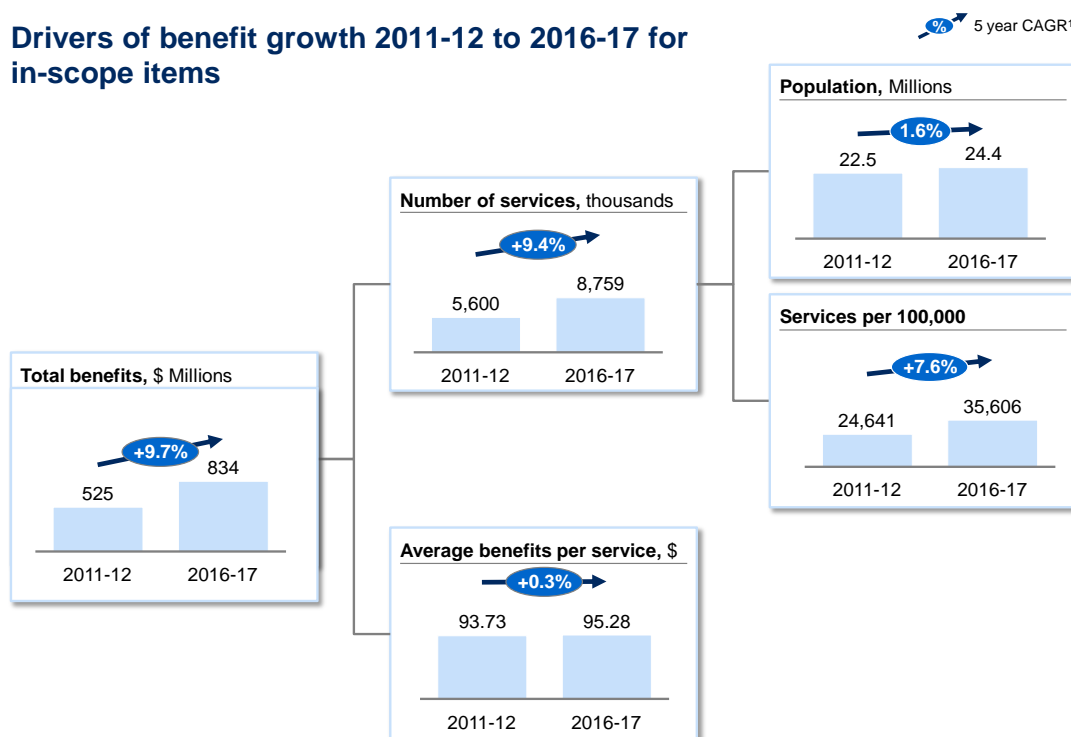 Drivers of benefit growth 2011-12 to 2016-17 for
in-scope items
% 5 year CAGR¹
Total benefits, $ Millions
+9.7%
525 834
2011-12 2016-17
Number of services, thousands
+9.4%
5,600 8,759
2011-12 2016-17
Average benefits per service, $
+0.3%
93.73 95.28
2011-12 2016-17
Population, Millions
1.6%
22.5 24.4
2011-12 2016-17
Services per 100,000
+7.6%
24,641 35,606
2011-12 2016-17